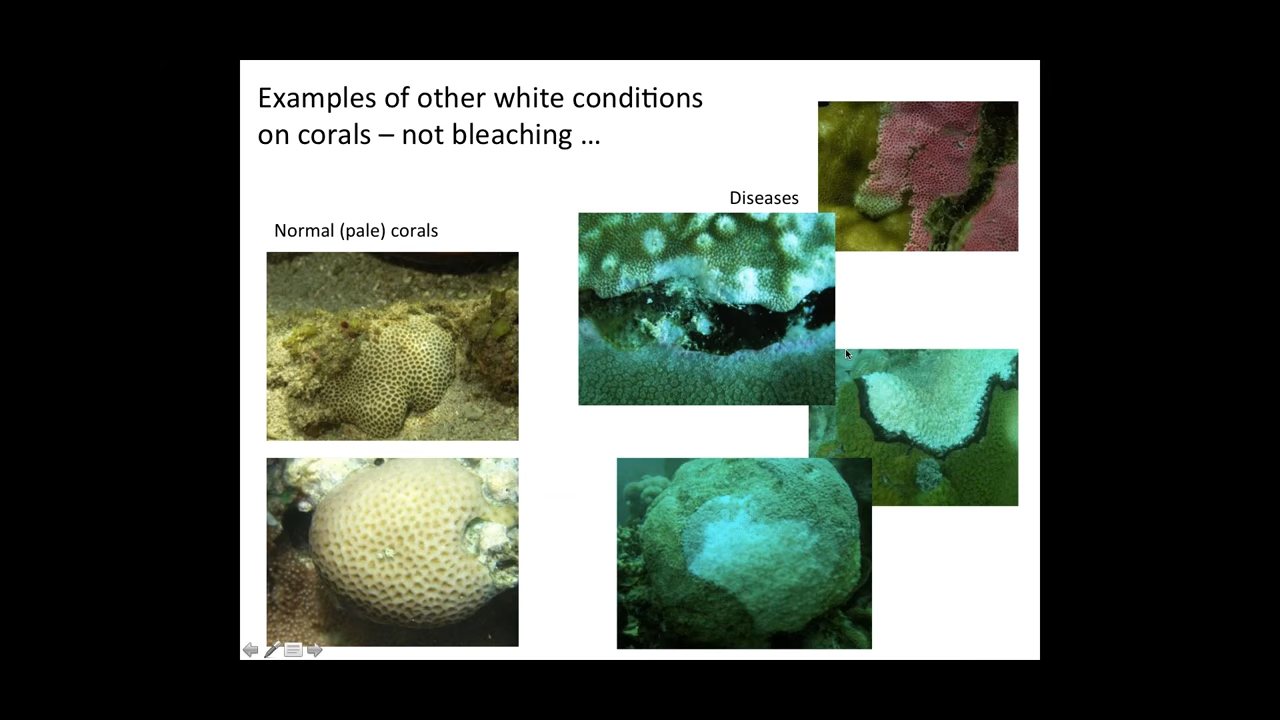 Examples of other white conditions
on corals – not bleaching ...
Diseases
Normal (pale) corals